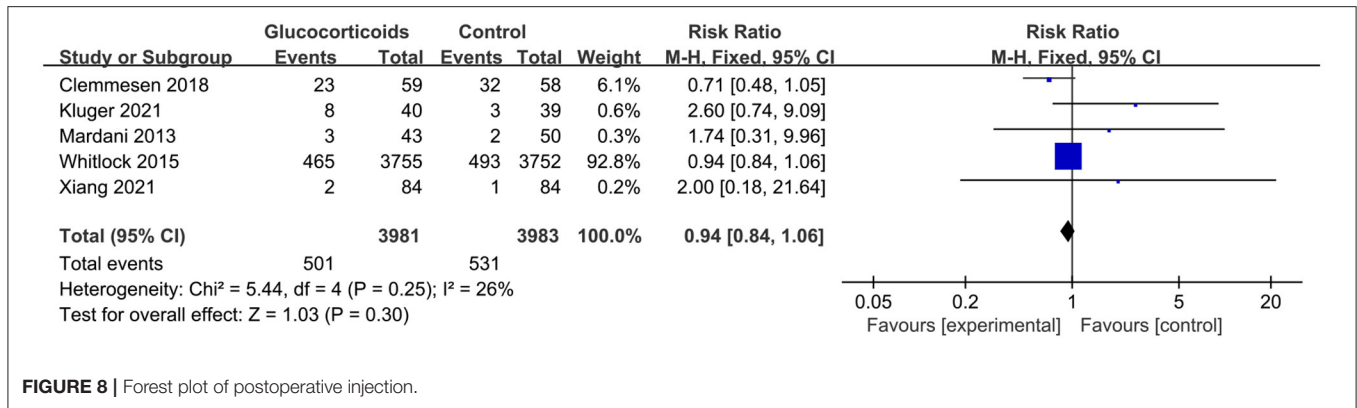 Glucocorticoids Control Risk Ratio Risk Ratio
Study or Subgroup Events Total Events Total Weight M-H, Fixed, 95% CI M-H, Fixed, 95% CI
Clemmesen 2018 23 59 32 58 6.1% 0.71 [0.48, 1.05]
Kluger 2021 8 40 3 39 0.6% 2.60 [0.74, 9.09]
Mardani 2013 3 43 2 50 0.3% 1.74 [0.31, 9.96]
Whitlock 2015 465 3755 493 3752 92.8% 0.94 [0.84, 1.06]
Xiang 2021 2 84 1 84 0.2% 2.00 [0.18, 21.64]
Total (95% CI) 3981 3983 100.0% 0.94 [0.84, 1.06]
Total events 501 531
Heterogeneity: Chi² = 5.44, df = 4 (P = 0.25); I² = 26%
Test for overall effect: Z = 1.03 (P = 0.30)
0.05 0.2 1 5 20
Favours [experimental] Favours [control]
FIGURE 8 | Forest plot of postoperative injection.